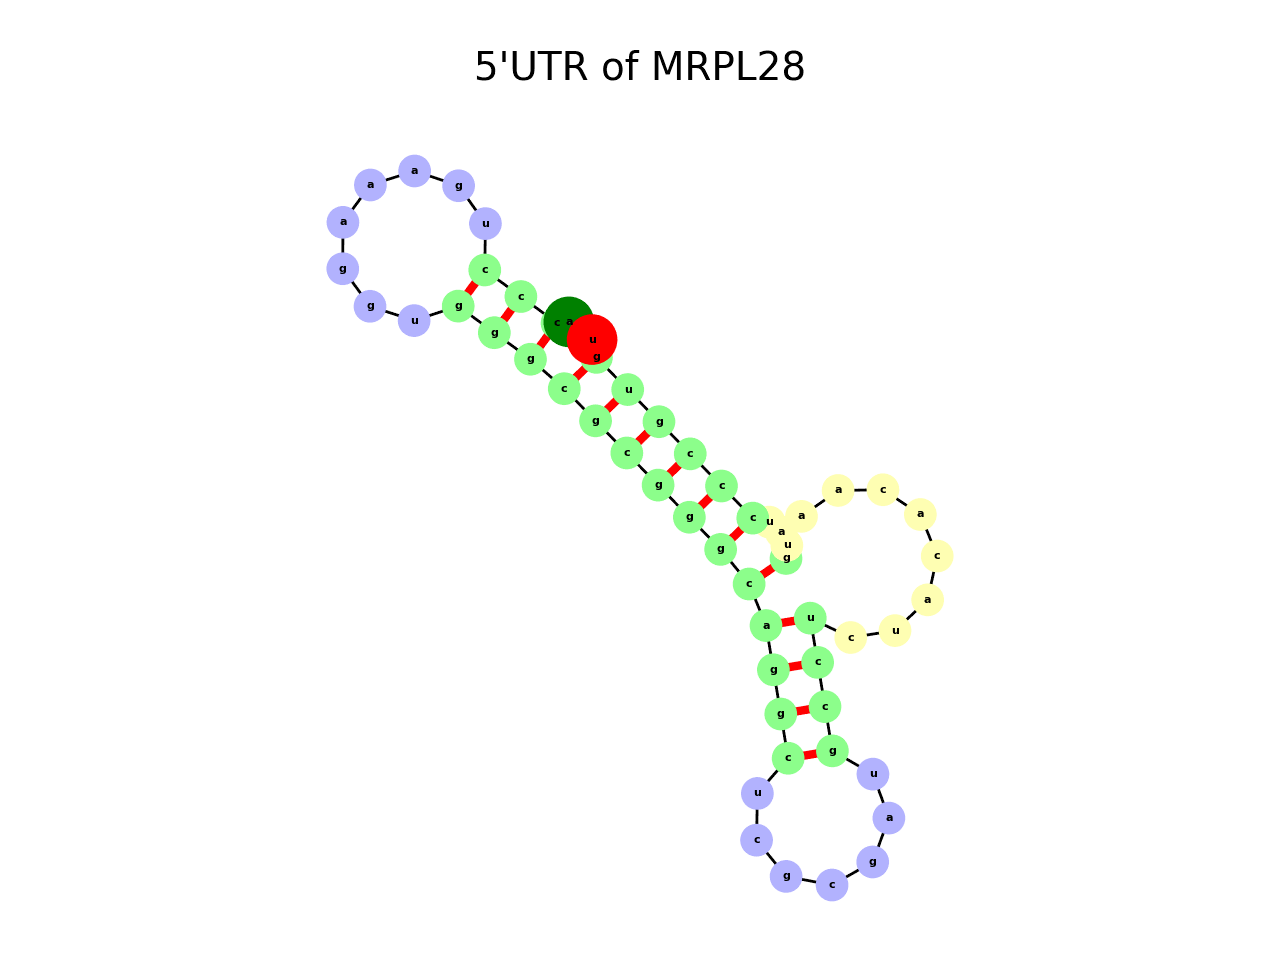 5'UTR of MRPL28
a
a g
a u
g c
g g c
u c a
g u
g g
c u
g g
c c
g c a c
g c u a a
a
g u g c
c a
a u c u
g c
g c
c g
u u
c a
g c g